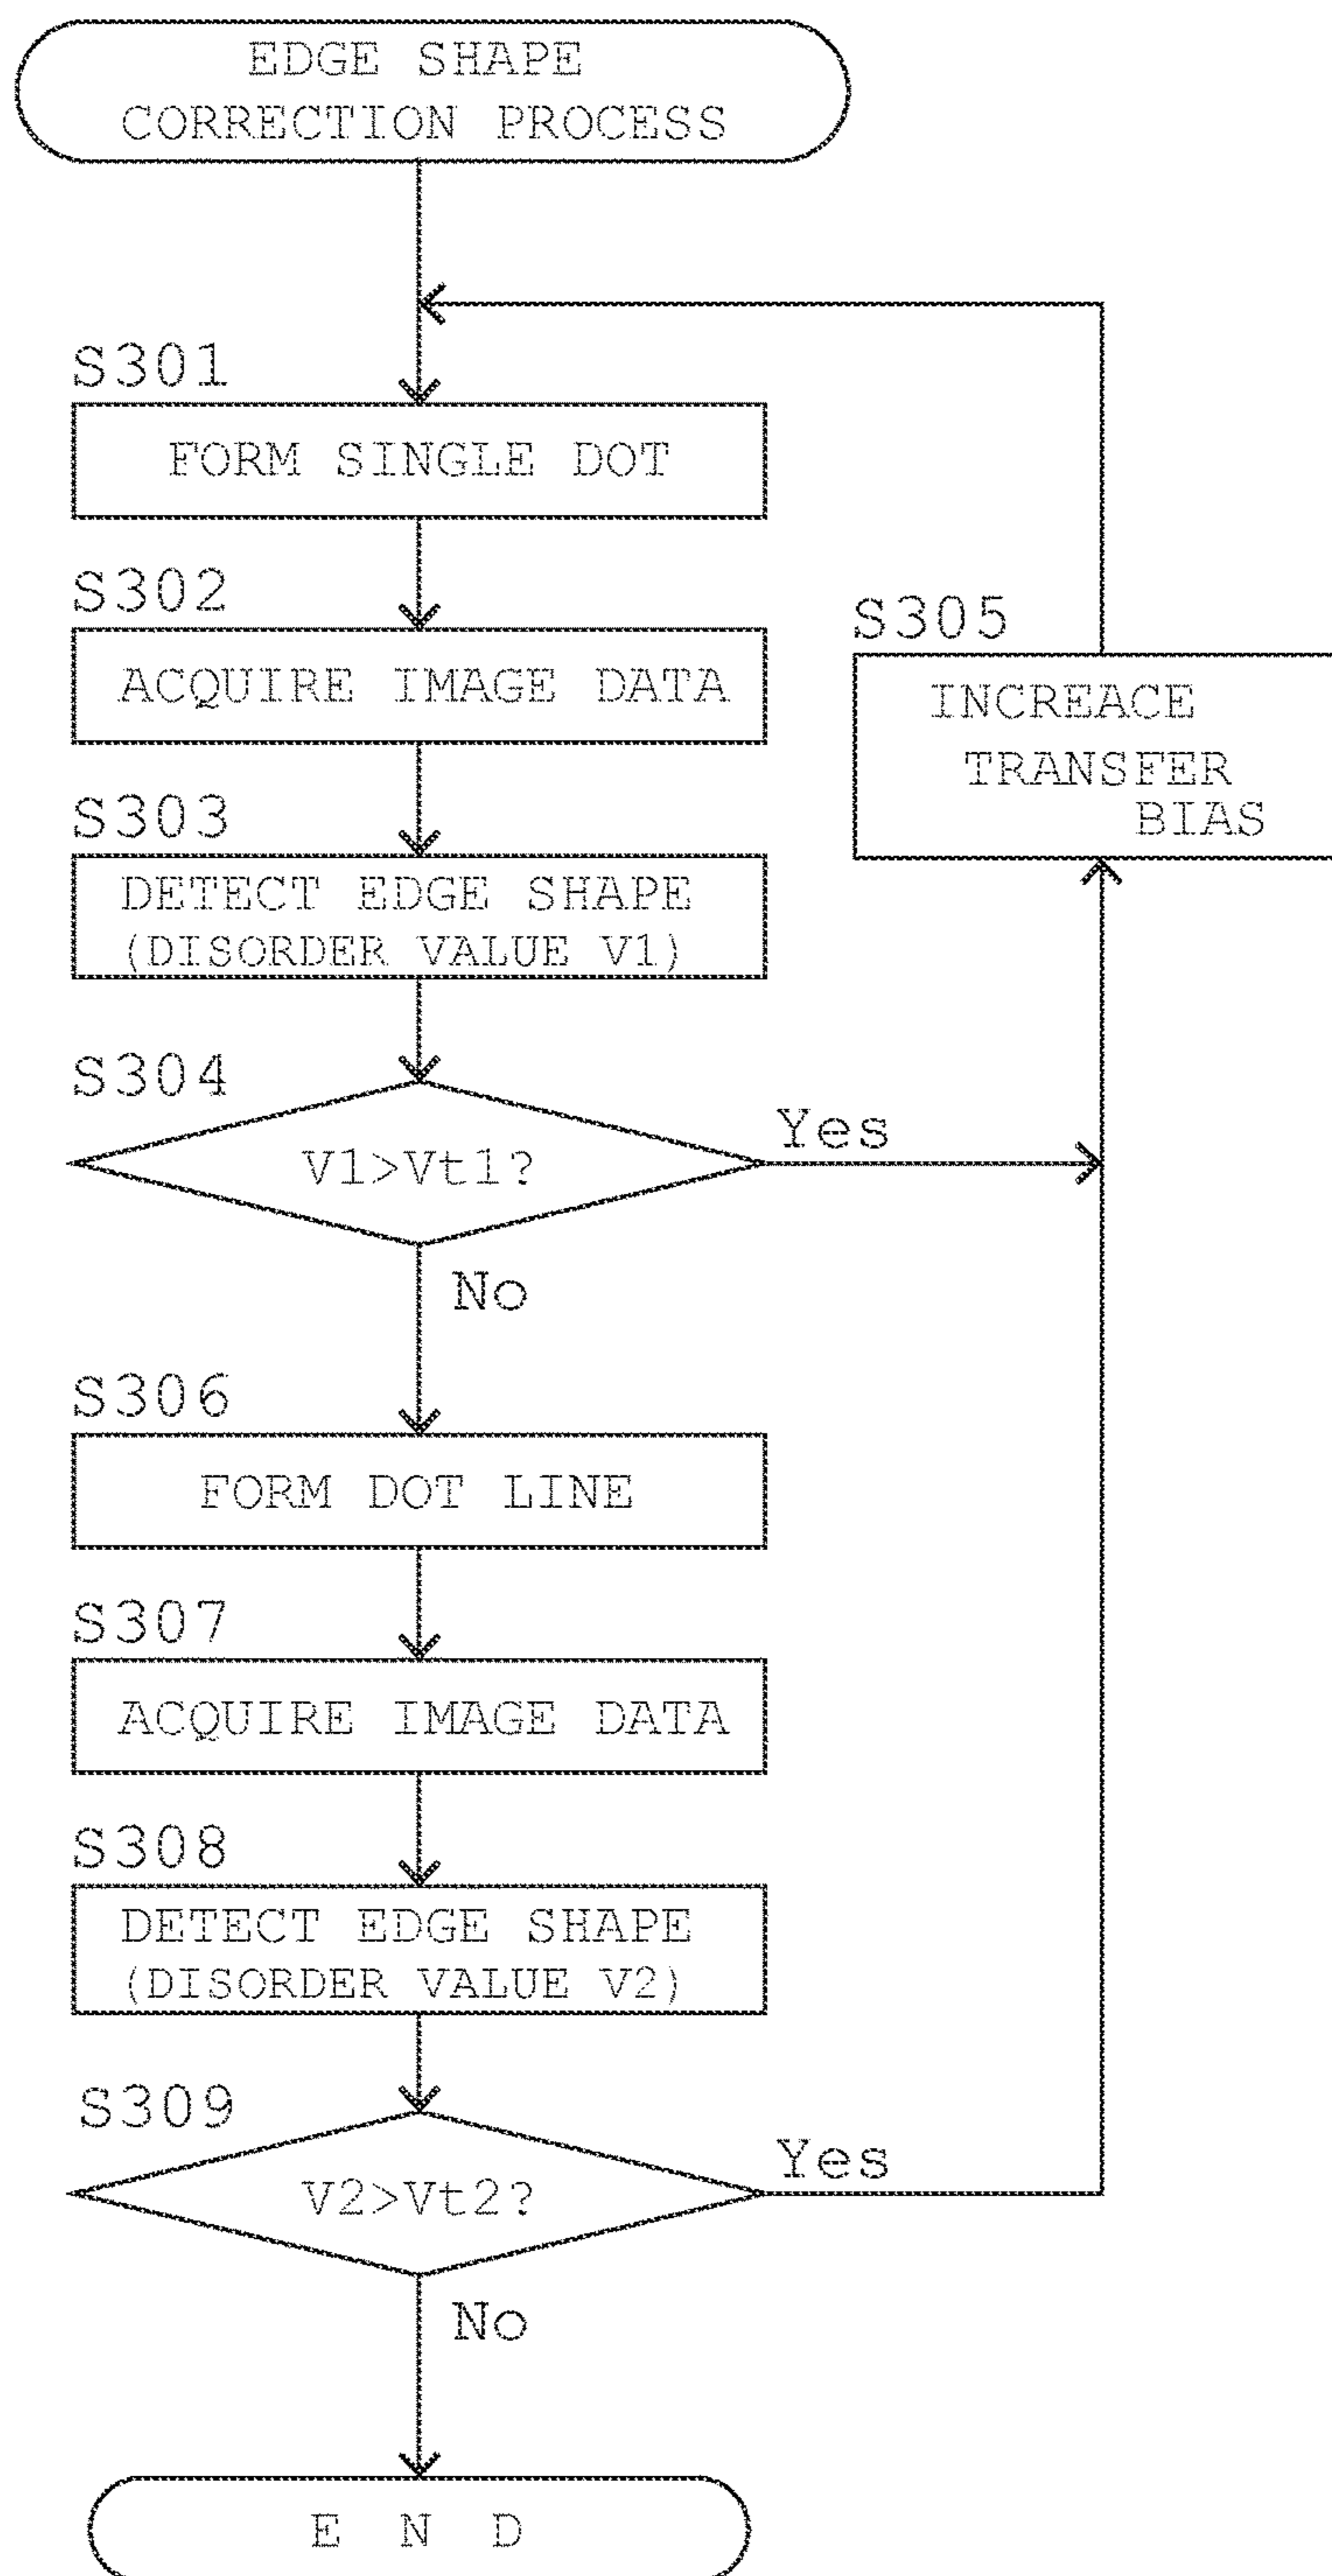 EDGE SHAPE
CORRECTION PROCESS
S301
FORM SINGLE DOT
S302
ACQUIRE IMAGE DATA
S305
INCREACE
TRANSFER
BIAS
S303
DETECT EDGE SHAPE
(DISORDER VALUE V1)
S304
V1>Vt1?
Yes
No
S306
FORM DOT LINE
S307
ACQUIRE IMAGE DATA
S308
DETECT EDGE SHAPE
(DISORDER VALUE V2)
S309
V2>Vt2?
Yes
No
E N D